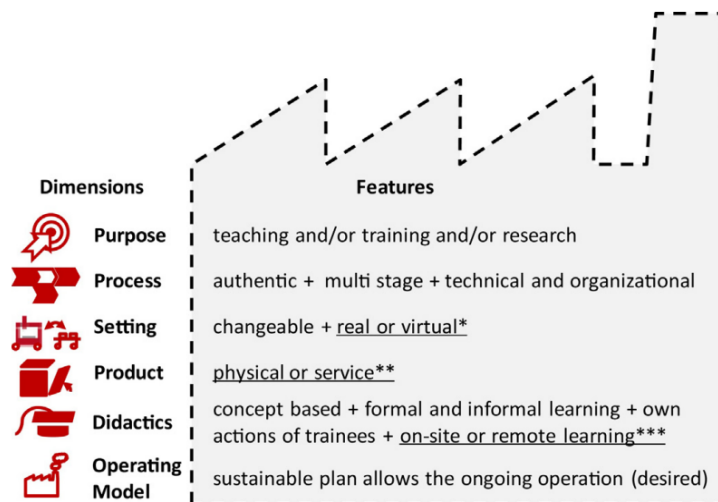 Dimensions Features
Purpose teaching and/or training and/or research
Process authentic + multi stage + technical and organizational
Setting changeable + real or virtual*
Product physical or service**
Didactics concept based + formal and informal learning + own
actions of trainees + on-site or remote learning***
Operating
Model sustainable plan allows the ongoing operation (desired)